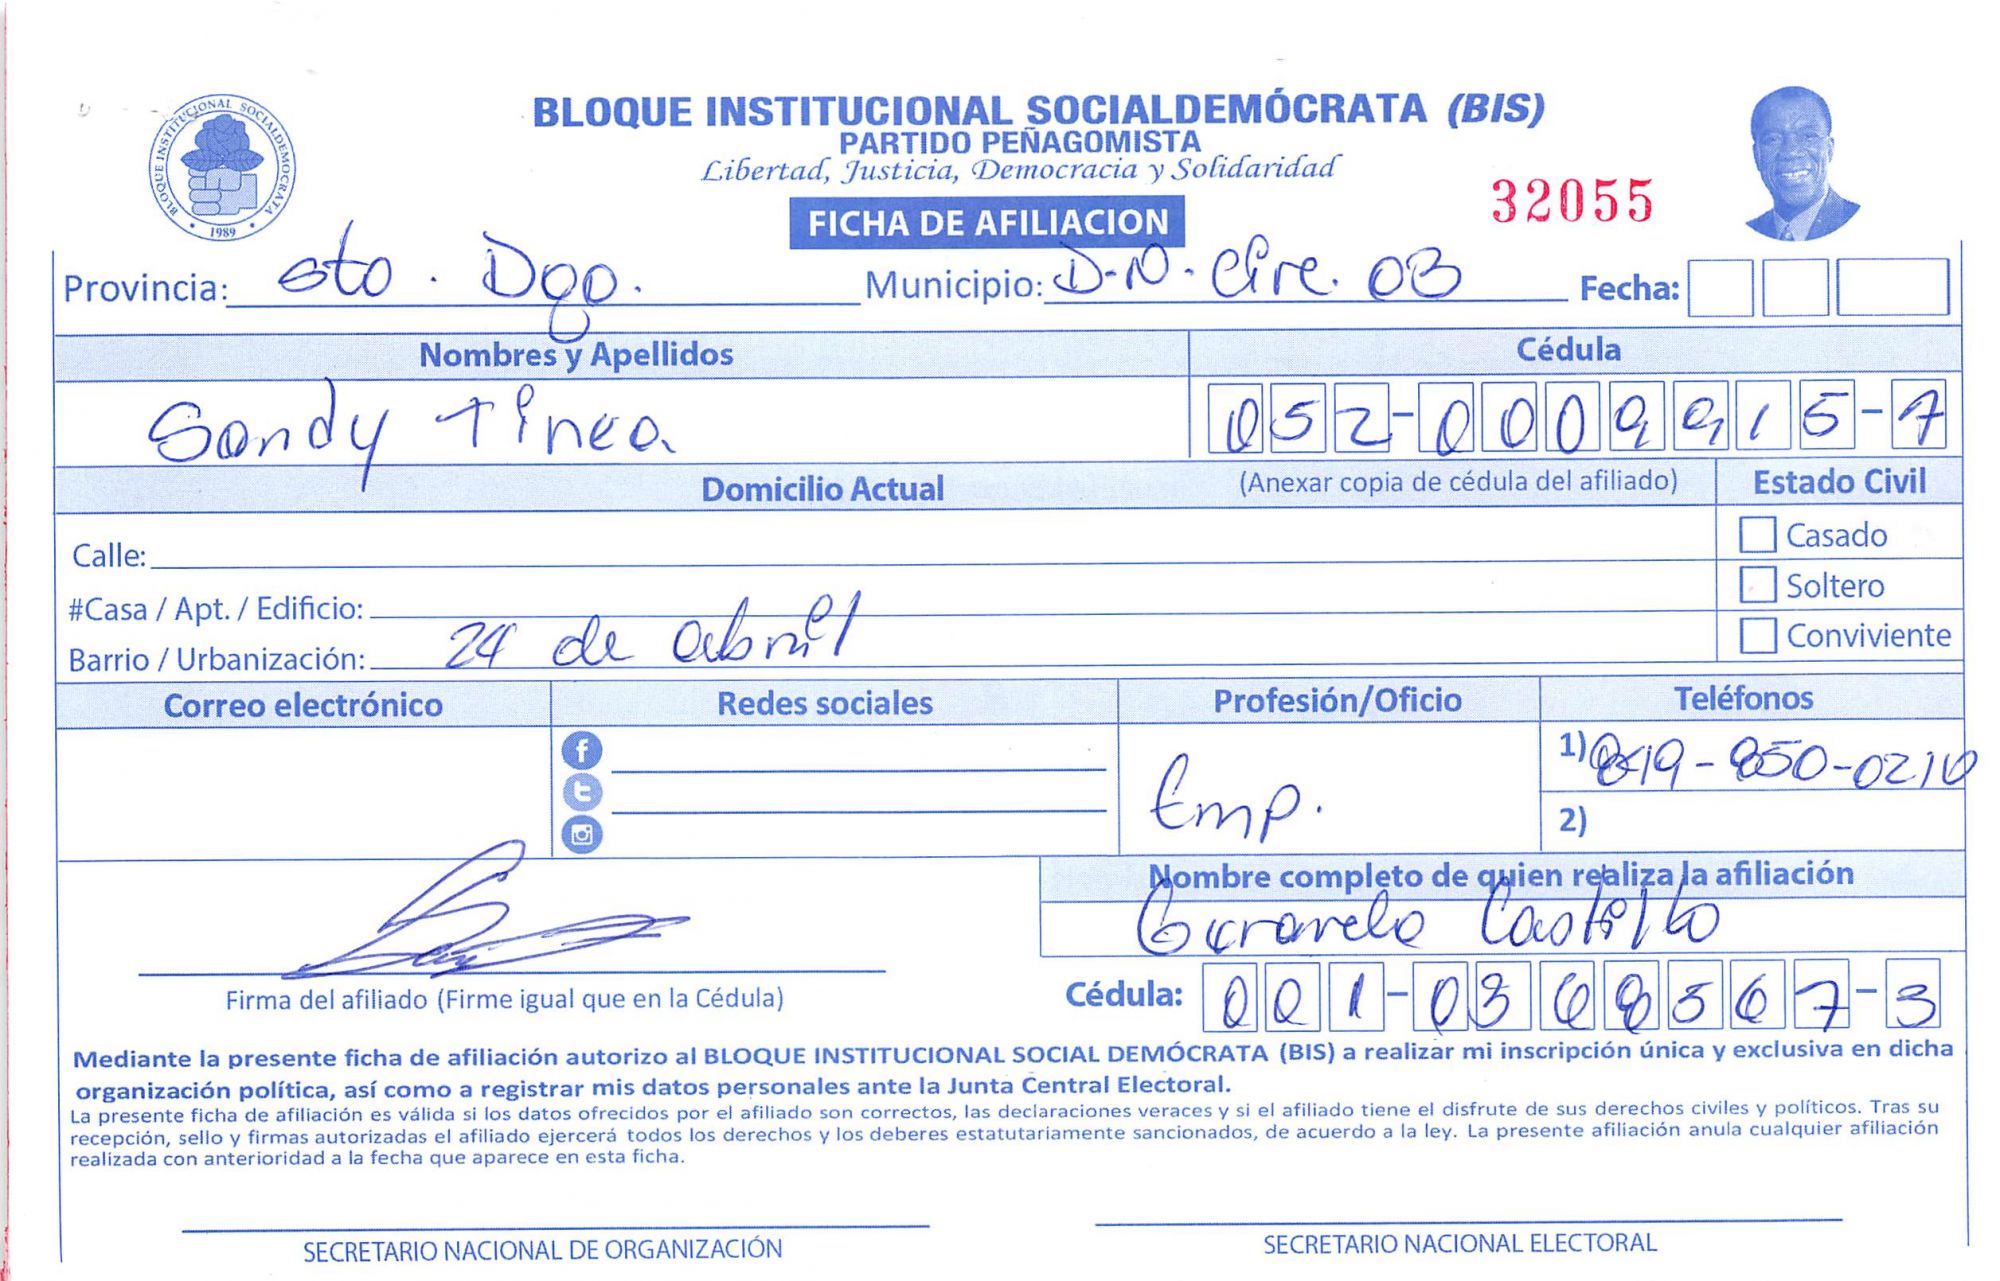 BLOQUE INSTITUCIONAL SOCIALDEMÓCRATA (BIS)
PARTIDO PEÑAGOMISTA
Libertad, Justicia, Democracia y Solidaridad
BLOQUE INSTITUCIONAL SOCIALDEMOCRATA
1989
32055
FICHA DE AFILIACION
Provincia: Sto. Dgo. Municipio: D-N. Circ. 03 Fecha:
Nombres y Apellidos Cédula
Sandy Tinea 052-0009915-7
Domicilio Actual (Anexar copia de cédula del afiliado) Estado Civil
Calle: Casado
#Casa / Apt. / Edificio: Soltero
Barrio / Urbanización: 24 de abril Conviviente
Correo electrónico Redes sociales Profesión/Oficio Teléfonos
Emp. 1) 849-850-0210
2)
Nombre completo de quien realiza la afiliación
Castillo
Firma del afiliado (Firme igual que en la Cédula) Cédula: 001-0368567-3
Mediante la presente ficha de afiliación autorizo al BLOQUE INSTITUCIONAL SOCIAL DEMÓCRATA (BIS) a realizar mi inscripción única y exclusiva en dicha
organización política, así como a registrar mis datos personales ante la Junta Central Electoral.
La presente ficha de afiliación es válida si los datos ofrecidos por el afiliado son correctos, las declaraciones veraces y si el afiliado tiene el disfrute de sus derechos civiles y políticos. Tras su
recepción, sello y firmas autorizadas el afiliado ejercerá todos los derechos y los deberes estatutariamente sancionados, de acuerdo a la ley. La presente afiliación anula cualquier afiliación
realizada con anterioridad a la fecha que aparece en esta ficha.
SECRETARIO NACIONAL DE ORGANIZACIÓN SECRETARIO NACIONAL ELECTORAL